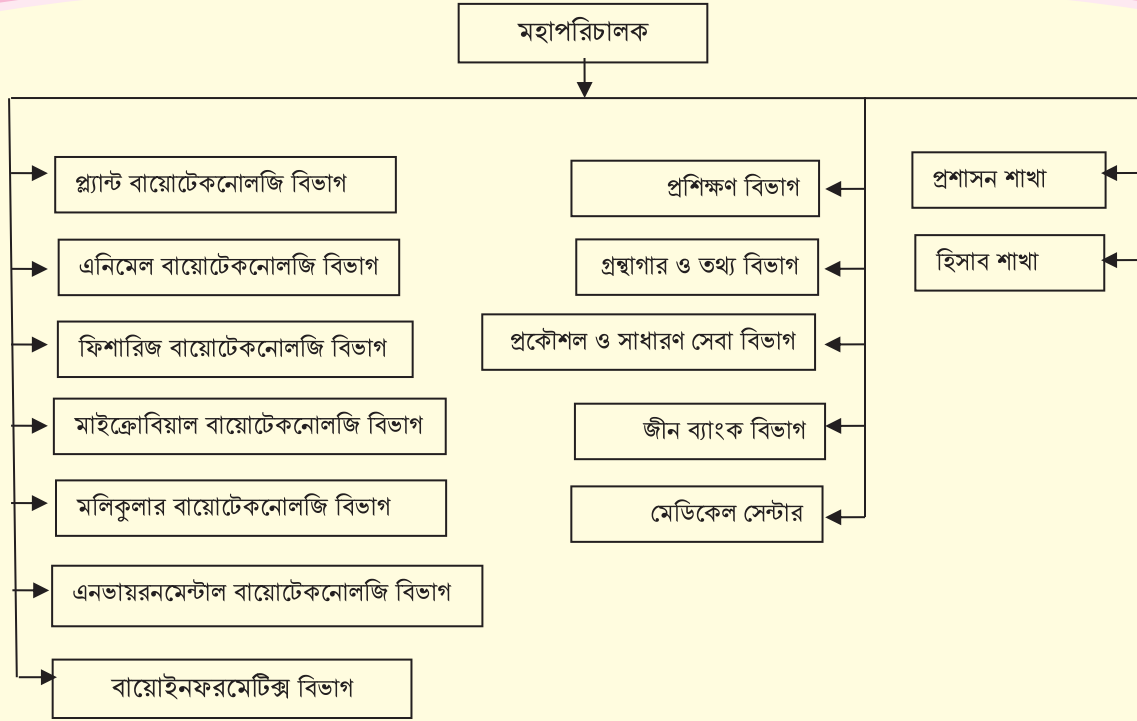 মহাপরিচালক
প্ল্যান্ট বায়োটেকনোলজি বিভাগ
এনিমেল বায়োটেকনোলজি বিভাগ
ফিশারিজ বায়োটেকনোলজি বিভাগ
মাইক্রোবিয়াল বায়োটেকনোলজি বিভাগ
মলিকুলার বায়োটেকনোলজি বিভাগ
এনভায়রনমেন্টাল বায়োটেকনোলজি বিভাগ
বায়োইনফরমেটিক্স বিভাগ
প্রশিক্ষণ বিভাগ
গ্রন্থাগার ও তথ্য বিভাগ
প্রকৌশল ও সাধারণ সেবা বিভাগ
জীন ব্যাংক বিভাগ
মেডিকেল সেন্টার
প্রশাসন শাখা
হিসাব শাখা